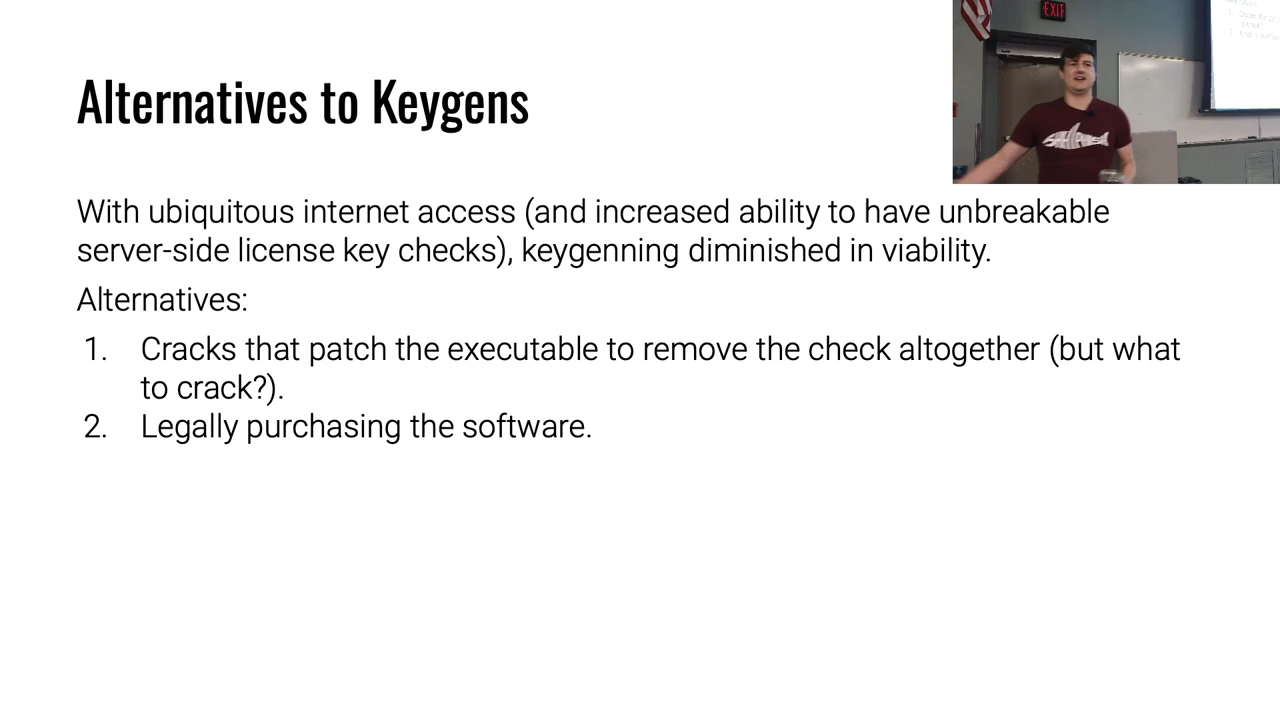 EXIT
Alternatives to Keygens
With ubiquitous internet access (and increased ability to have unbreakable
server-side license key checks), keygenning diminished in viability.
Alternatives:
1. Cracks that patch the executable to remove the check altogether (but what
to crack?).
2. Legally purchasing the software.